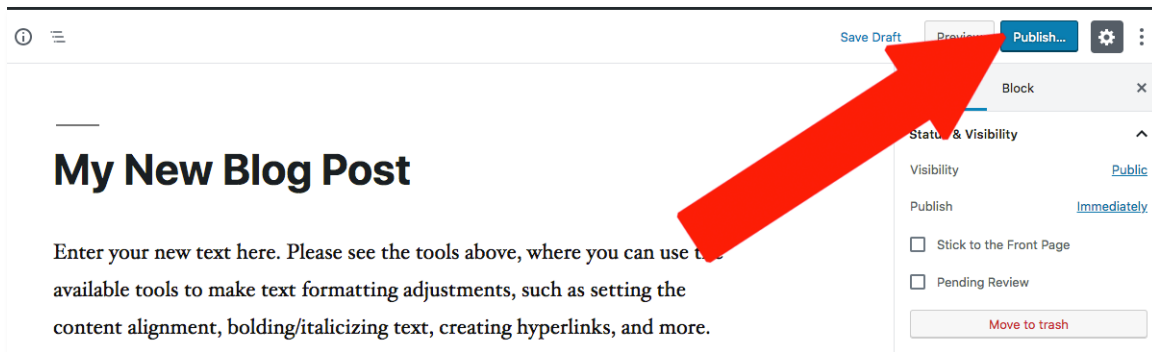 Save Draft
Publish...
Block
Status & Visibility
My New Blog Post
Visibility
Public
Publish
Immediately
Stick to the Front Page
Enter your new text here. Please see the tools above, where you can use the
available tools to make text formatting adjustments, such as setting the
Pending Review
content alignment, bolding/italicizing text, creating hyperlinks, and more.
Move to trash